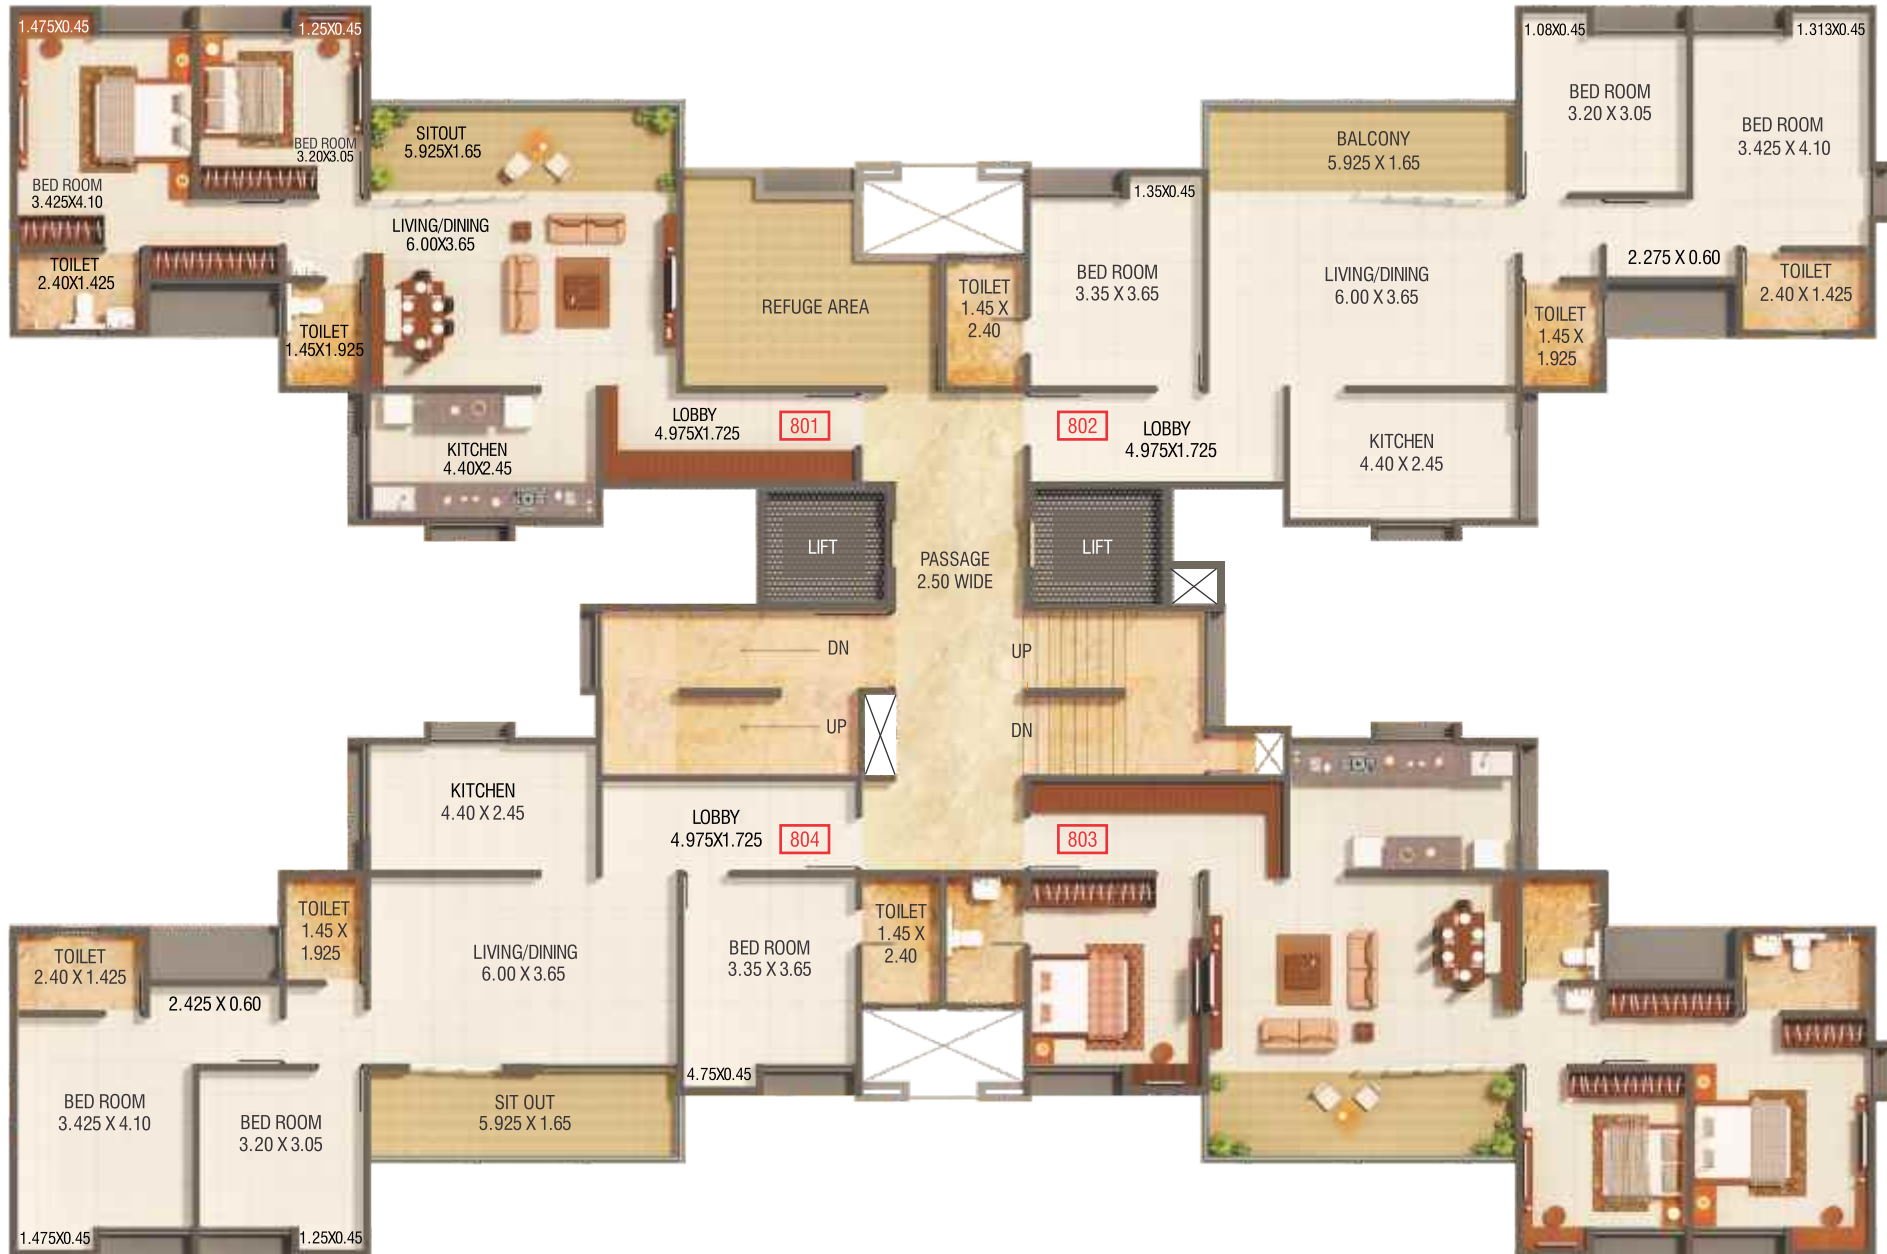 1.475X0.45
1.25X0.45
BED ROOM
3.20X3.05
BED ROOM
3.425X4.10
TOILET
2.40X1.425
TOILET
1.45X1.925
SITOUT
5.925X1.65
LIVING/DINING
6.00X3.65
KITCHEN
4.40X2.45
LOBBY
4.975X1.725
801
REFUGE AREA
TOILET
1.45 X
2.40
BED ROOM
3.35 X 3.65
1.35X0.45
802
LOBBY
4.975X1.725
BALCONY
5.925 X 1.65
LIVING/DINING
6.00 X 3.65
KITCHEN
4.40 X 2.45
1.08X0.45
1.313X0.45
BED ROOM
3.20 X 3.05
BED ROOM
3.425 X 4.10
2.275 X 0.60
TOILET
2.40 X 1.425
TOILET
1.45 X
1.925
LIFT
PASSAGE
2.50 WIDE
LIFT
DN
UP
UP
DN
KITCHEN
4.40 X 2.45
LOBBY
4.975X1.725
804
803
TOILET
1.45 X
1.925
TOILET
2.40 X 1.425
2.425 X 0.60
LIVING/DINING
6.00 X 3.65
BED ROOM
3.35 X 3.65
TOILET
1.45 X
2.40
4.75X0.45
BED ROOM
3.425 X 4.10
BED ROOM
3.20 X 3.05
SIT OUT
5.925 X 1.65
1.475X0.45
1.25X0.45